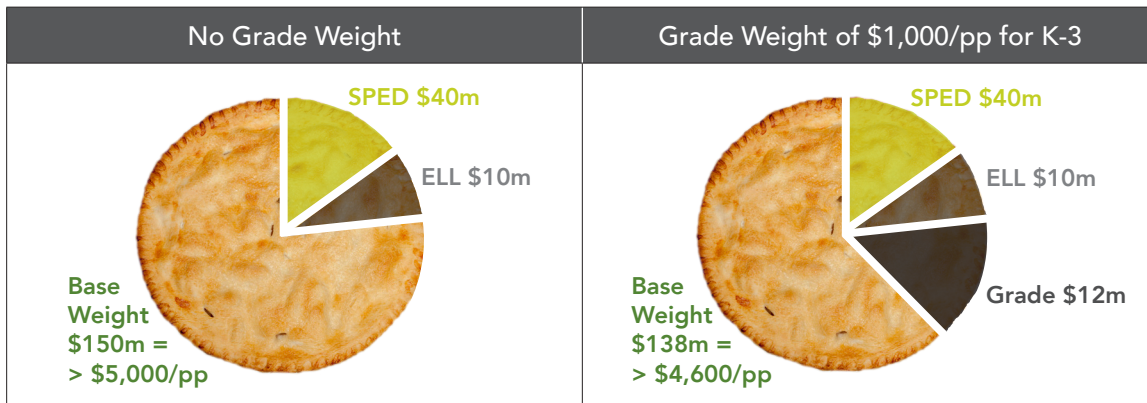 No Grade Weight
Grade Weight of $1,000/pp for K-3
SPED $40m
ELL $10m
Base
Weight
$150m =
> $5,000/pp
SPED $40m
ELL $10m
Grade $12m
Base
Weight
$138m =
> $4,600/pp